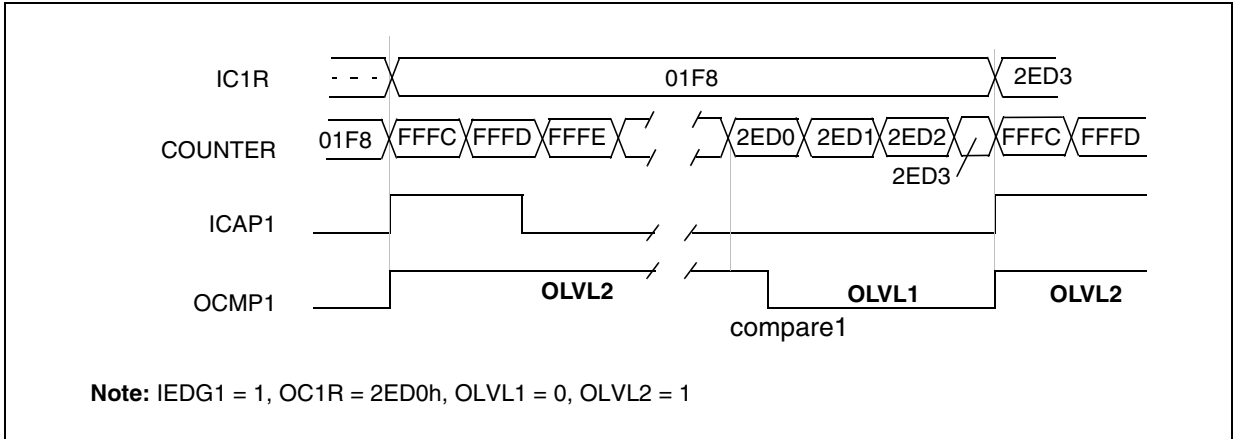 IC1R - - - 01F8 2ED3
COUNTER 01F8 FFFC FFFD FFFE 2ED0 2ED1 2ED2 FFFC FFFD
2ED3
ICAP1
OCMP1 OLVL2 OLVL1 OLVL2
compare1
Note: IEDG1 = 1, OC1R = 2ED0h, OLVL1 = 0, OLVL2 = 1